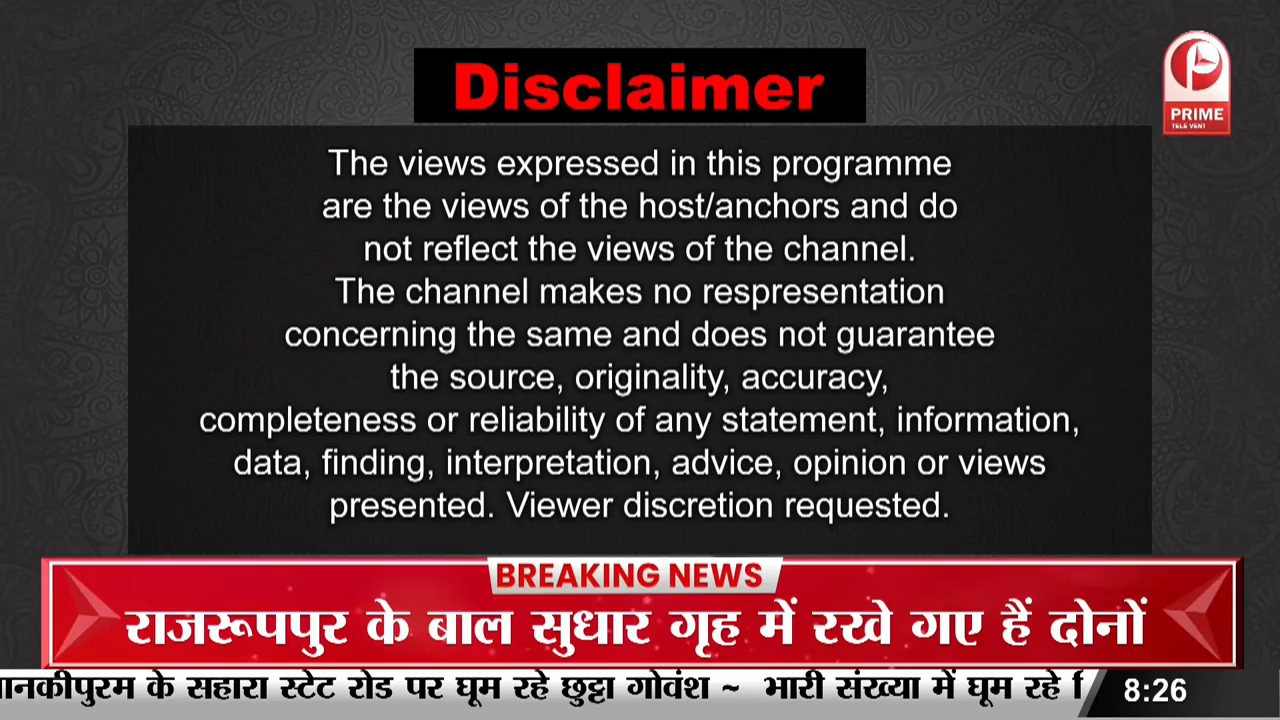 Disclaimer
PRIME
TELE VENT
The views expressed in this programme
are the views of the host/anchors and do
not reflect the views of the channel.
The channel makes no respresentation
concerning the same and does not guarantee
the source, originality, accuracy,
completeness or reliability of any statement, information,
data, finding, interpretation, advice, opinion or views
presented. Viewer discretion requested.
BREAKING NEWS
राजरूपपुर के बाल सुधार गृह में रखे गए हैं दोनों
के सहारा स्टेट रोड पर घूम रहे छुट्टा गोवंश ~ भारी संख्या में घूम रहे
8:26